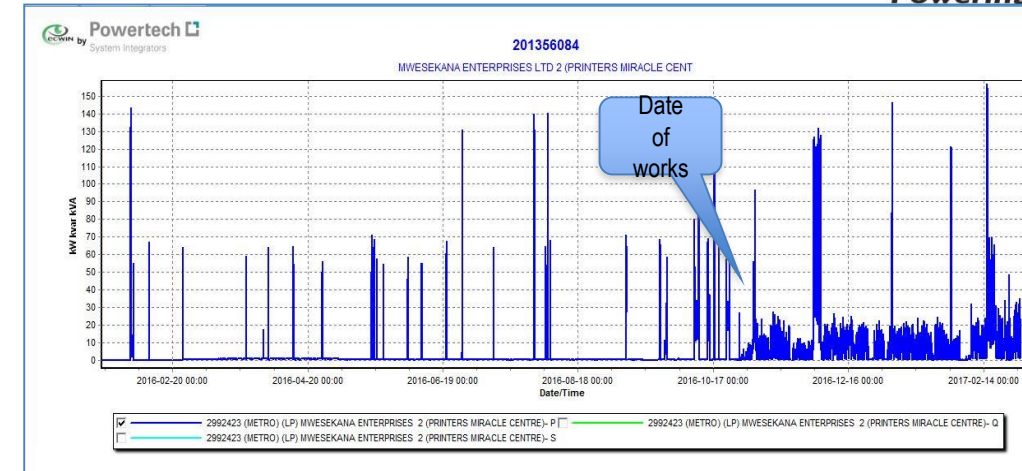 Powering
ecWIN by Powertech
System Integrators
201356084
MWESEKANA ENTERPRISES LTD 2 (PRINTERS MIRACLE CENT
Date
of
works
kW kvar kVA
150
140
130
120
110
100
90
80
70
60
50
40
30
20
10
0
2016-02-20 00:00
2016-04-20 00:00
2016-06-19 00:00
2016-08-18 00:00
2016-10-17 00:00
2016-12-16 00:00
2017-02-14 00:00
Date/Time
2992423 (METRO) (LP) MWESEKANA ENTERPRISES 2 (PRINTERS MIRACLE CENTRE)- P
2992423 (METRO) (LP) MWESEKANA ENTERPRISES 2 (PRINTERS MIRACLE CENTRE)- Q
2992423 (METRO) (LP) MWESEKANA ENTERPRISES 2 (PRINTERS MIRACLE CENTRE)- S